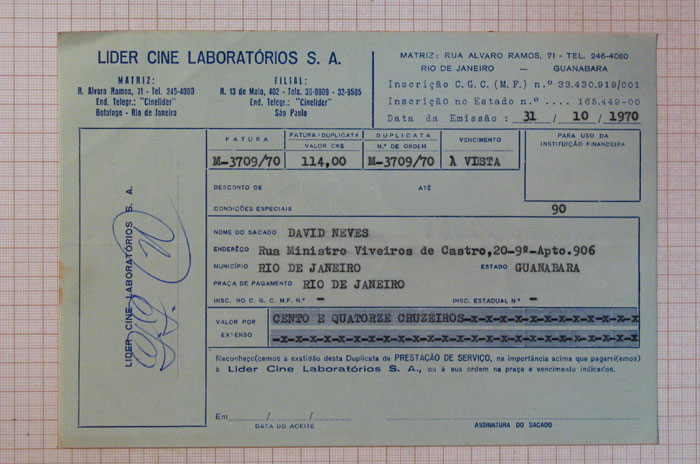 LIDER CINE LABORATÓRIOS S. A.
MATRIZ:
R. Alvaro Ramos, 71 - Tel. 245-4080
End. Telegr.: "Cinelider"
Botafogo - Rio de Janeiro
FILIAL:
R. 13 de Maio, 402 - Tels. 33-8909 - 32-9505
End. Telegr.: "Cinelider"
São Paulo
MATRIZ: RUA ALVARO RAMOS, 71 - TEL. 246-4080
RIO DE JANEIRO — GUANABARA
Inscrição C.G.C. (M.F.) n.º 33.430.919/001
Inscrição no Estado n.º .... 165.449-00
Data da Emissão: 31 / 10 / 1970
FATURA
M-3709/70
FATURA/DUPLICATA
VALOR CR$
114,00
DUPLICATA
N.º DE ORDEM
M-3709/70
VENCIMENTO
À VISTA
PARA USO DA
INSTITUIÇÃO FINANCEIRA
DESCONTO DE ATÉ
CONDIÇÕES ESPECIAIS
90
LIDER CINE LABORATÓRIOS S. A.
NOME DO SACADO DAVID NEVES
ENDERÊÇO Rua Ministro Viveiros de Castro,20-9º-Apto.906
MUNICÍPIO RIO DE JANEIRO ESTADO GUANABARA
PRAÇA DE PAGAMENTO RIO DE JANEIRO
INSC. NO C.G.C. M.F. N.º - INSC. ESTADUAL N.º -
VALOR POR
EXTENSO
CENTO E QUATORZE CRUZEIROS-x-x-x-x-x-x-x-x-x-x-x-x
-x-x-x-x-x-x-x-x-x-x-x-x-x-x-x-x-x-x-x-x-x-x-x-x-x
Reconheço(cemos a exatidão desta Duplicata de PRESTAÇÃO DE SERVIÇO, na importância acima que pagarei(emos)
à Lider Cine Laboratórios S. A., ou à sua ordem na praça e vencimento indicados.
Em ____/____/____
DATA DO ACEITE
ASSINATURA DO SACADO